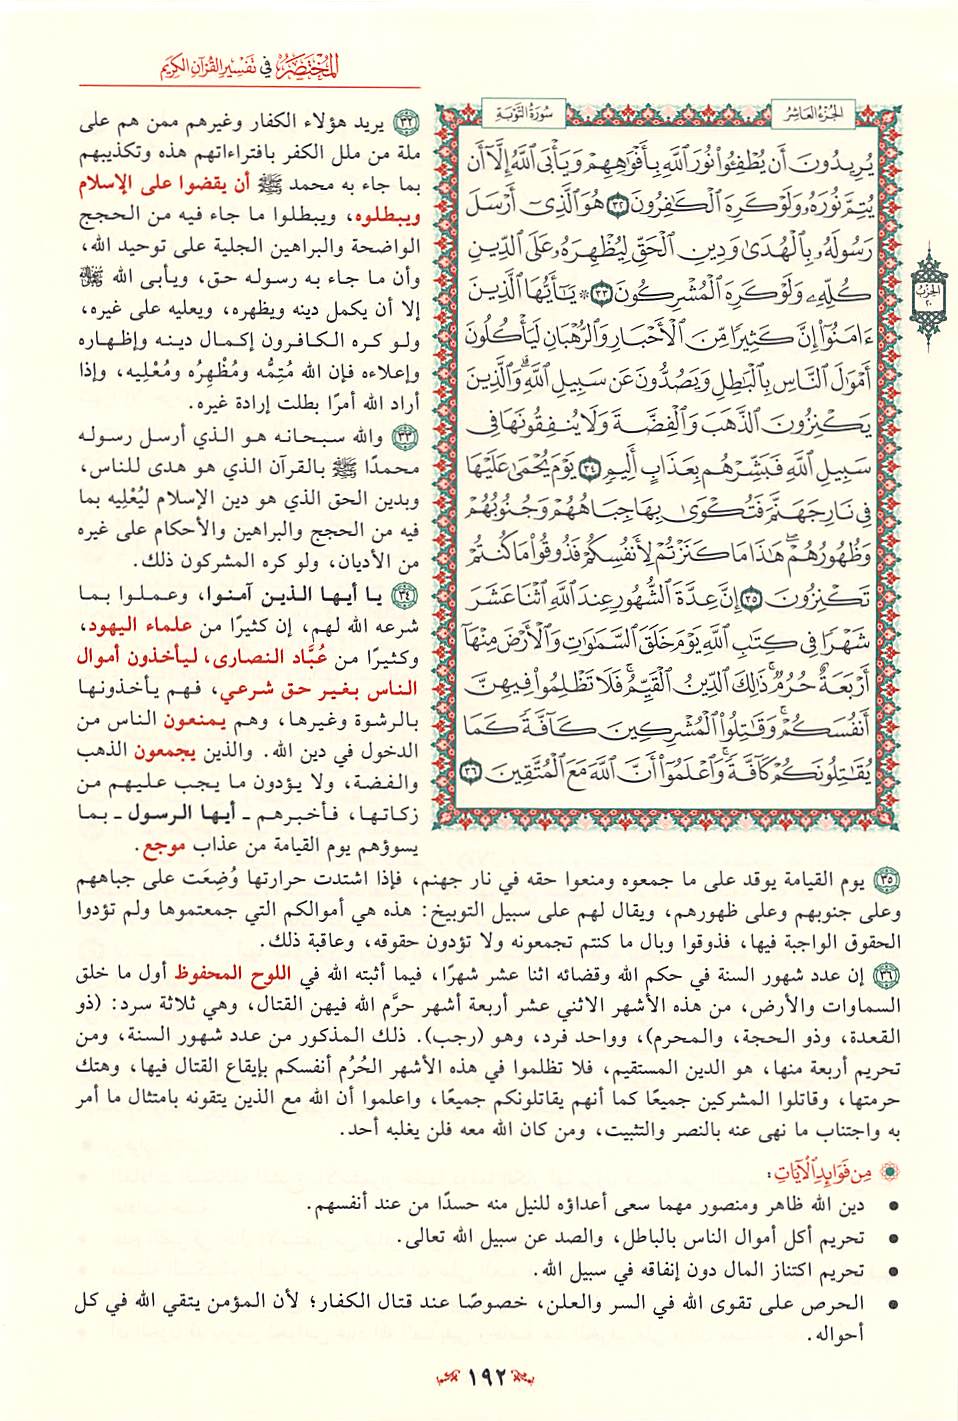 المُخْتَصَرُ في تَفْسِيرِ القُرْآنِ الكَرِيمِ
الجُزْءُ العَاشِرُ
سُورَةُ التَّوْبَةِ
يُرِيدُونَ أَن يُطْفِـُٔوا۟ نُورَ ٱللَّهِ بِأَفْوَٰهِهِمْ وَيَأْبَى ٱللَّهُ إِلَّآ أَن
يُتِمَّ نُورَهُۥ وَلَوْ كَرِهَ ٱلْكَٰفِرُونَ ٣٢ هُوَ ٱلَّذِىٓ أَرْسَلَ
رَسُولَهُۥ بِٱلْهُدَىٰ وَدِينِ ٱلْحَقِّ لِيُظْهِرَهُۥ عَلَى ٱلدِّينِ
كُلِّهِۦ وَلَوْ كَرِهَ ٱلْمُشْرِكُونَ ٣٣ ۞ يَٰٓأَيُّهَا ٱلَّذِينَ
ءَامَنُوٓا۟ إِنَّ كَثِيرًا مِّنَ ٱلْأَحْبَارِ وَٱلرُّهْبَانِ لَيَأْكُلُونَ
أَمْوَٰلَ ٱلنَّاسِ بِٱلْبَٰطِلِ وَيَصُدُّونَ عَن سَبِيلِ ٱللَّهِ ۗ وَٱلَّذِينَ
يَكْنِزُونَ ٱلذَّهَبَ وَٱلْفِضَّةَ وَلَا يُنفِقُونَهَا فِى
سَبِيلِ ٱللَّهِ فَبَشِّرْهُم بِعَذَابٍ أَلِيمٍ ٣٤ يَوْمَ يُحْمَىٰ عَلَيْهَا
فِى نَارِ جَهَنَّمَ فَتُكْوَىٰ بِهَا جِبَاهُهُمْ وَجُنُوبُهُمْ
وَظُهُورُهُمْ ۖ هَٰذَا مَا كَنَزْتُمْ لِأَنفُسِكُمْ فَذُوقُوا۟ مَا كُنتُمْ
تَكْنِزُونَ ٣٥ إِنَّ عِدَّةَ ٱلشُّهُورِ عِندَ ٱللَّهِ ٱثْنَا عَشَرَ
شَهْرًا فِى كِتَٰبِ ٱللَّهِ يَوْمَ خَلَقَ ٱلسَّمَٰوَٰتِ وَٱلْأَرْضَ مِنْهَآ
أَرْبَعَةٌ حُرُمٌ ۚ ذَٰلِكَ ٱلدِّينُ ٱلْقَيِّمُ ۚ فَلَا تَظْلِمُوا۟ فِيهِنَّ
أَنفُسَكُمْ ۚ وَقَٰتِلُوا۟ ٱلْمُشْرِكِينَ كَآفَّةً كَمَا
يُقَٰتِلُونَكُمْ كَآفَّةً ۚ وَٱعْلَمُوٓا۟ أَنَّ ٱللَّهَ مَعَ ٱلْمُتَّقِينَ ٣٦
الحِزْبُ
٢٠
٣٢ يريد هؤلاء الكفار وغيرهم ممن هم على
ملة من ملل الكفر بافتراءاتهم هذه وتكذيبهم
بما جاء به محمد ﷺ أن يقضوا على الإسلام
ويبطلوه، ويبطلوا ما جاء فيه من الحجج
الواضحة والبراهين الجلية على توحيد الله،
وأن ما جاء به رسوله حق، ويأبى الله ﷻ
إلا أن يكمل دينه ويظهره، ويعليه على غيره،
ولو كره الكافرون إكمال دينه وإظهاره
وإعلاءه فإن الله مُتِمُّه ومُظْهِرُه ومُعْلِيه، وإذا
أراد الله أمرًا بطلت إرادة غيره.
٣٣ والله سبحانه هو الذي أرسل رسوله
محمدًا ﷺ بالقرآن الذي هو هدى للناس،
وبدين الحق الذي هو دين الإسلام ليُعْلِيه بما
فيه من الحجج والبراهين والأحكام على غيره
من الأديان، ولو كره المشركون ذلك.
٣٤ يا أيها الذين آمنوا، وعملوا بما
شرعه الله لهم، إن كثيرًا من علماء اليهود،
وكثيرًا من عُبَّاد النصارى، ليأخذون أموال
الناس بغير حق شرعي، فهم يأخذونها
بالرشوة وغيرها، وهم يمنعون الناس من
الدخول في دين الله. والذين يجمعون الذهب
والفضة، ولا يؤدون ما يجب عليهم من
زكاتها، فأخبرهم ـ أيها الرسول ـ بما
يسوؤهم يوم القيامة من عذاب موجع.
٣٥ يوم القيامة يوقد على ما جمعوه ومنعوا حقه في نار جهنم، فإذا اشتدت حرارتها وُضِعَت على جباههم
وعلى جنوبهم وعلى ظهورهم، ويقال لهم على سبيل التوبيخ: هذه هي أموالكم التي جمعتموها ولم تؤدوا
الحقوق الواجبة فيها، فذوقوا وبال ما كنتم تجمعونه ولا تؤدون حقوقه، وعاقبة ذلك.
٣٦ إن عدد شهور السنة في حكم الله وقضائه اثنا عشر شهرًا، فيما أثبته الله في اللوح المحفوظ أول ما خلق
السماوات والأرض، من هذه الأشهر الاثني عشر أربعة أشهر حرَّم الله فيهن القتال، وهي ثلاثة سرد: (ذو
القعدة، وذو الحجة، والمحرم)، وواحد فرد، وهو (رجب). ذلك المذكور من عدد شهور السنة، ومن
تحريم أربعة منها، هو الدين المستقيم، فلا تظلموا في هذه الأشهر الحُرُم أنفسكم بإيقاع القتال فيها، وهتك
حرمتها، وقاتلوا المشركين جميعًا كما أنهم يقاتلونكم جميعًا، واعلموا أن الله مع الذين يتقونه بامتثال ما أمر
به واجتناب ما نهى عنه بالنصر والتثبيت، ومن كان الله معه فلن يغلبه أحد.
مِن فَوَائِدِ الآيَاتِ:
• دين الله ظاهر ومنصور مهما سعى أعداؤه للنيل منه حسدًا من عند أنفسهم.
• تحريم أكل أموال الناس بالباطل، والصد عن سبيل الله تعالى.
• تحريم اكتناز المال دون إنفاقه في سبيل الله.
• الحرص على تقوى الله في السر والعلن، خصوصًا عند قتال الكفار؛ لأن المؤمن يتقي الله في كل
أحواله.
١٩٢